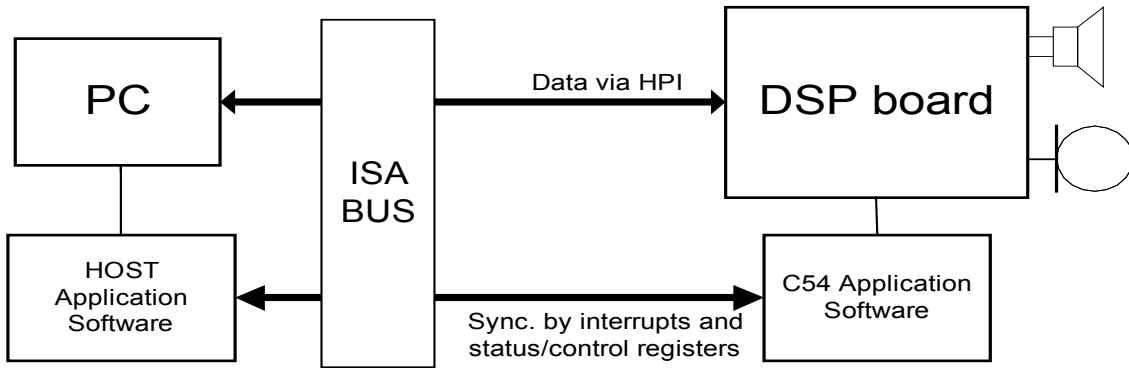 PC
ISA
BUS
Data via HPI
DSP board
HOST
Application
Software
Sync. by interrupts and
status/control registers
C54 Application
Software